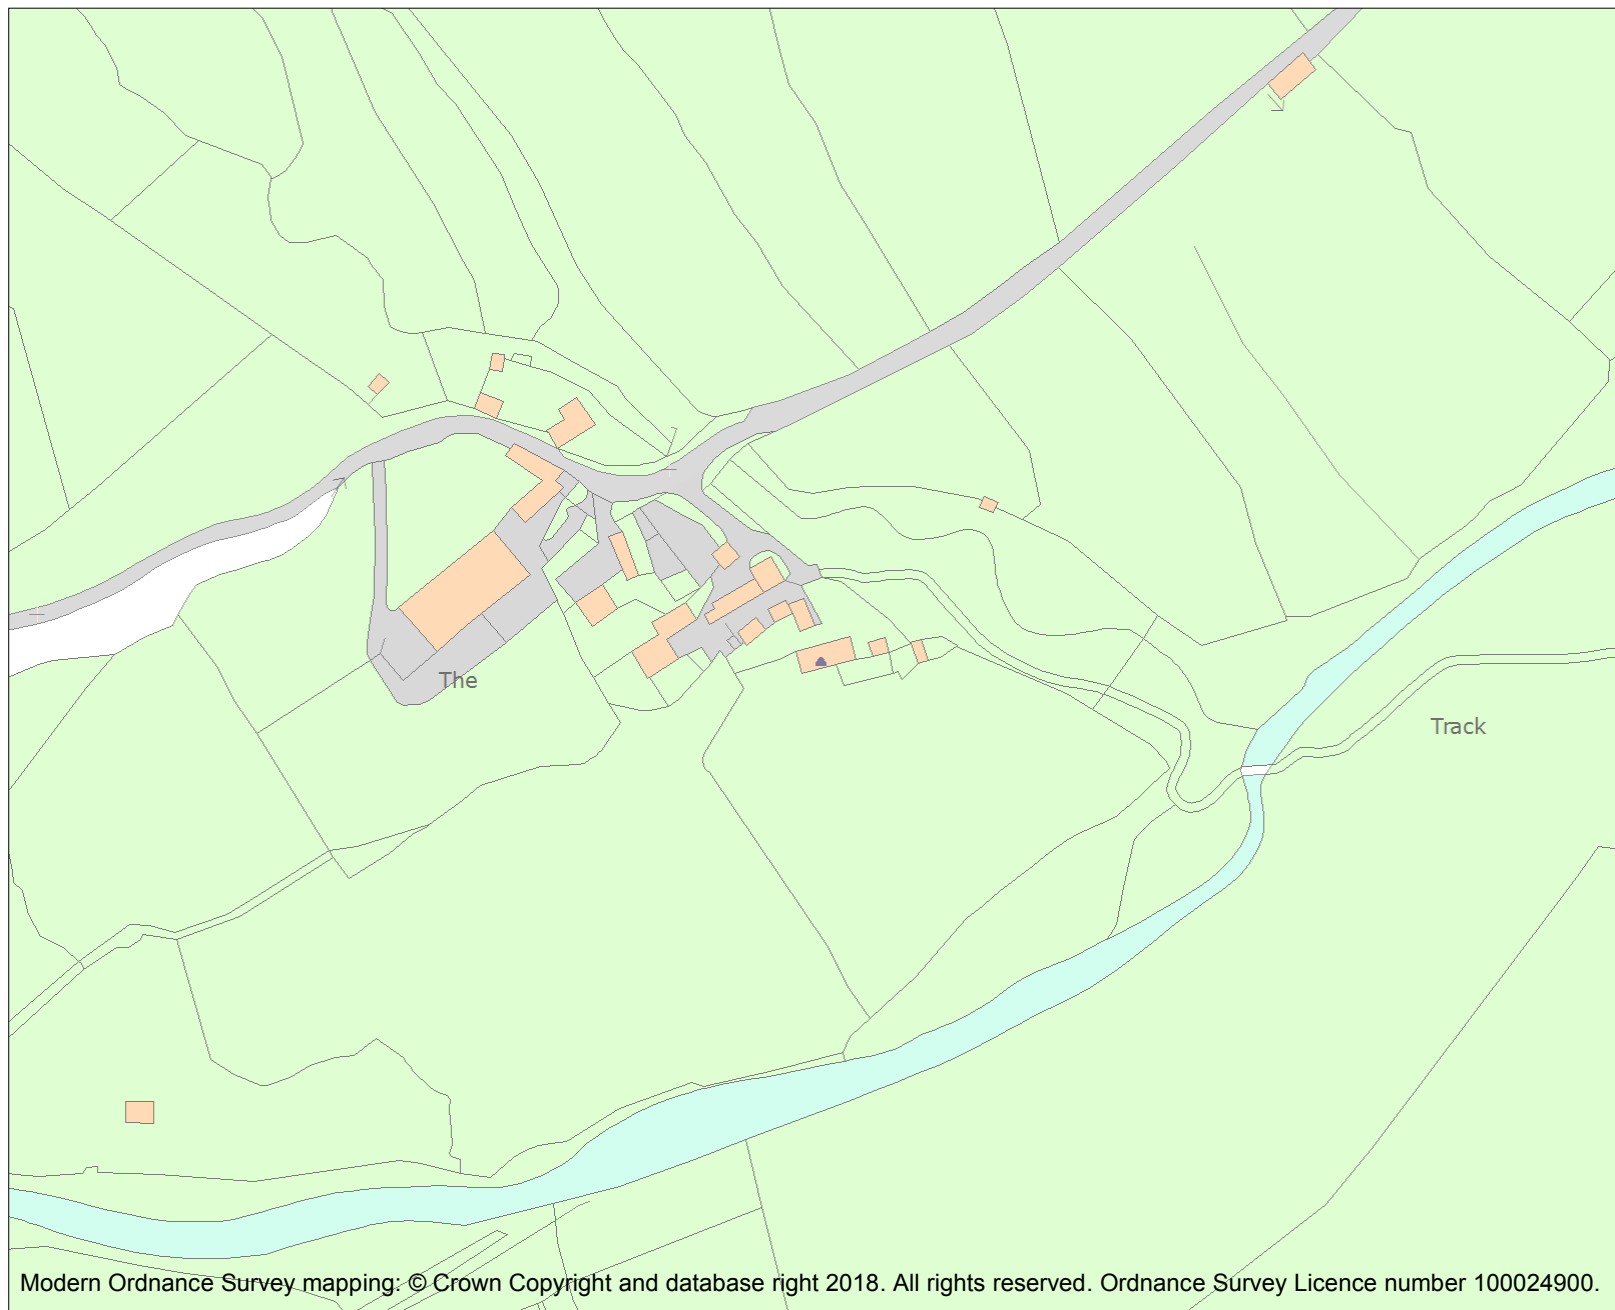 The
Track
Modern Ordnance Survey mapping: © Crown Copyright and database right 2018. All rights reserved. Ordnance Survey Licence number 100024900.